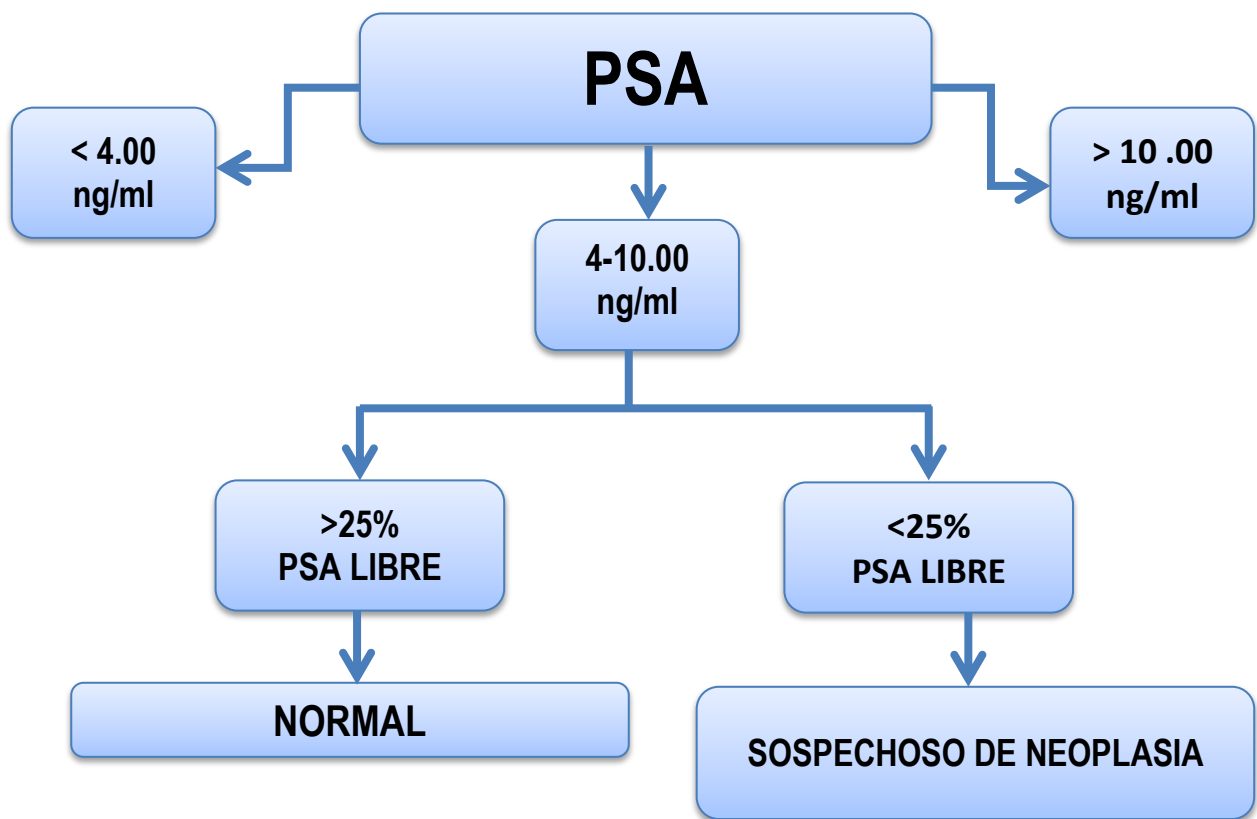 PSA
< 4.00
ng/ml
> 10 .00
ng/ml
4-10.00
ng/ml
>25%
PSA LIBRE
<25%
PSA LIBRE
NORMAL
SOSPECHOSO DE NEOPLASIA